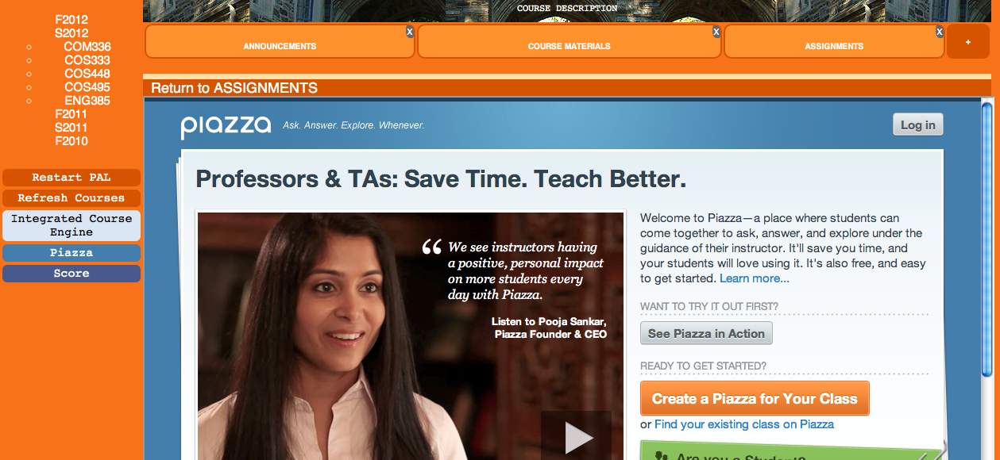 COURSE DESCRIPTION
F2012
S2012
COM336
COS333
COS448
COS495
ENG385
F2011
S2011
F2010
Restart PAL
Refresh Courses
Integrated Course
Engine
Piazza
Score
X
ANNOUNCEMENTS
X
COURSE MATERIALS
X
ASSIGNMENTS
+
Return to ASSIGNMENTS
piazza
Ask. Answer. Explore. Whenever.
Log in
Professors & TAs: Save Time. Teach Better.
“ We see instructors having
a positive, personal impact
on more students every
day with Piazza.
Listen to Pooja Sankar,
Piazza Founder & CEO
Welcome to Piazza—a place where students can
come together to ask, answer, and explore under the
guidance of their instructor. It'll save you time, and
your students will love using it. It's also free, and easy
to get started. Learn more...
WANT TO TRY IT OUT FIRST?
See Piazza in Action
READY TO GET STARTED?
Create a Piazza for Your Class
or Find your existing class on Piazza
Are you a Student?